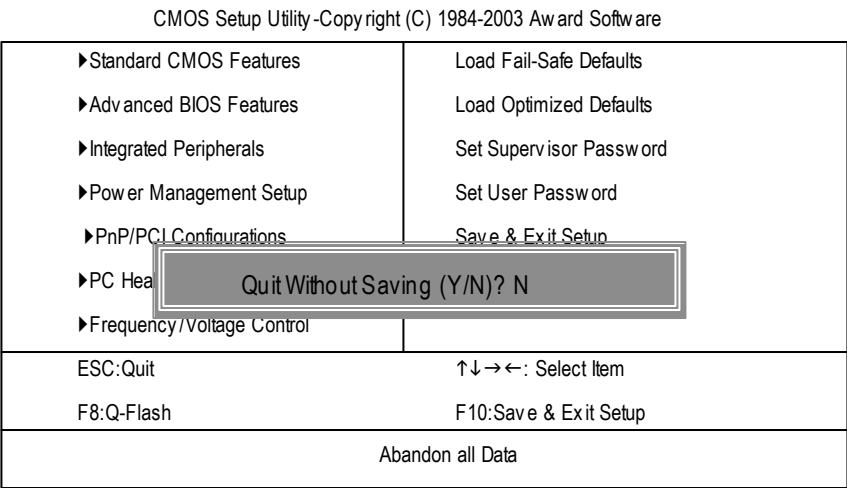 CMOS Setup Utility-Copyright (C) 1984-2003 Award Software
▶Standard CMOS Features
▶Advanced BIOS Features
▶Integrated Peripherals
▶Power Management Setup
▶PnP/PCI Configurations
▶PC Hea
▶Frequency/Voltage Control
Load Fail-Safe Defaults
Load Optimized Defaults
Set Supervisor Password
Set User Password
Save & Exit Setup
Quit Without Saving (Y/N)? N
ESC:Quit
↑↓→←: Select Item
F8:Q-Flash
F10:Save & Exit Setup
Abandon all Data